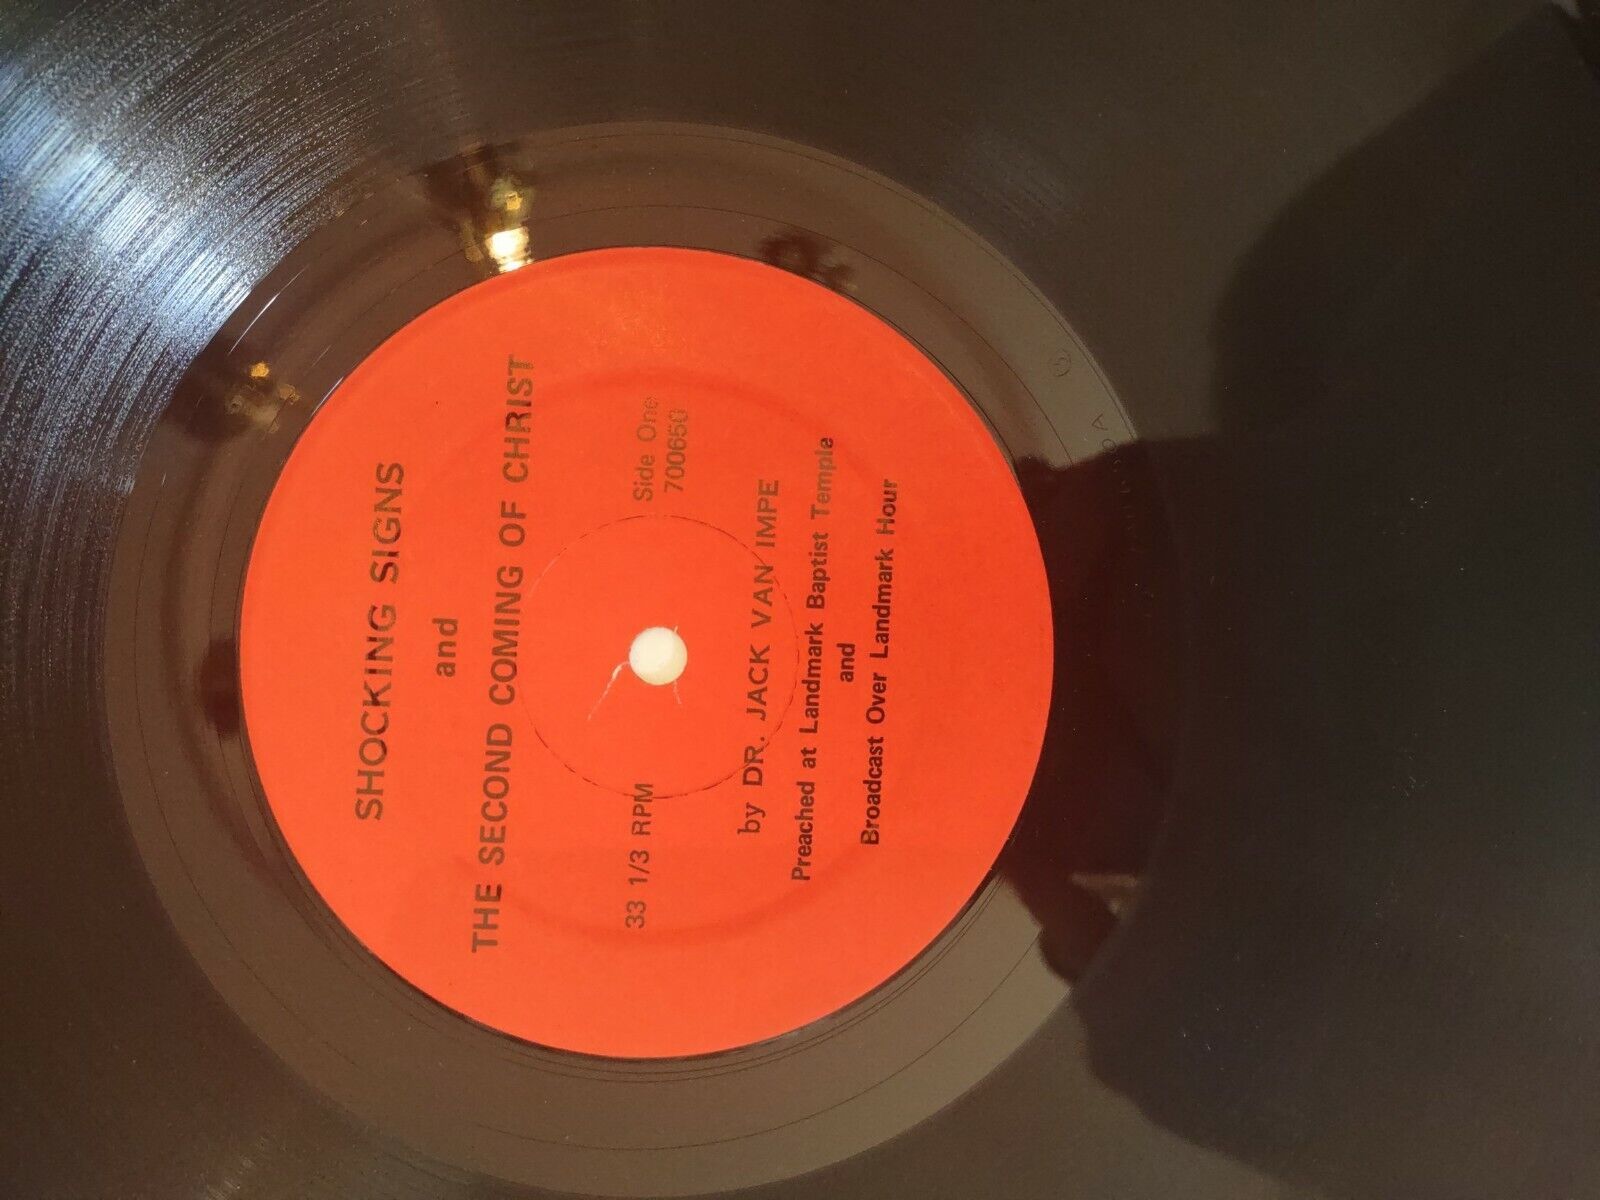 SHOCKING SIGNS
and
THE SECOND COMING OF CHRIST
33 1/3 RPM
Side One
700650
by DR. JACK VAN IMPE
Preached at Landmark Baptist Temple
and
Broadcast Over Landmark Hour